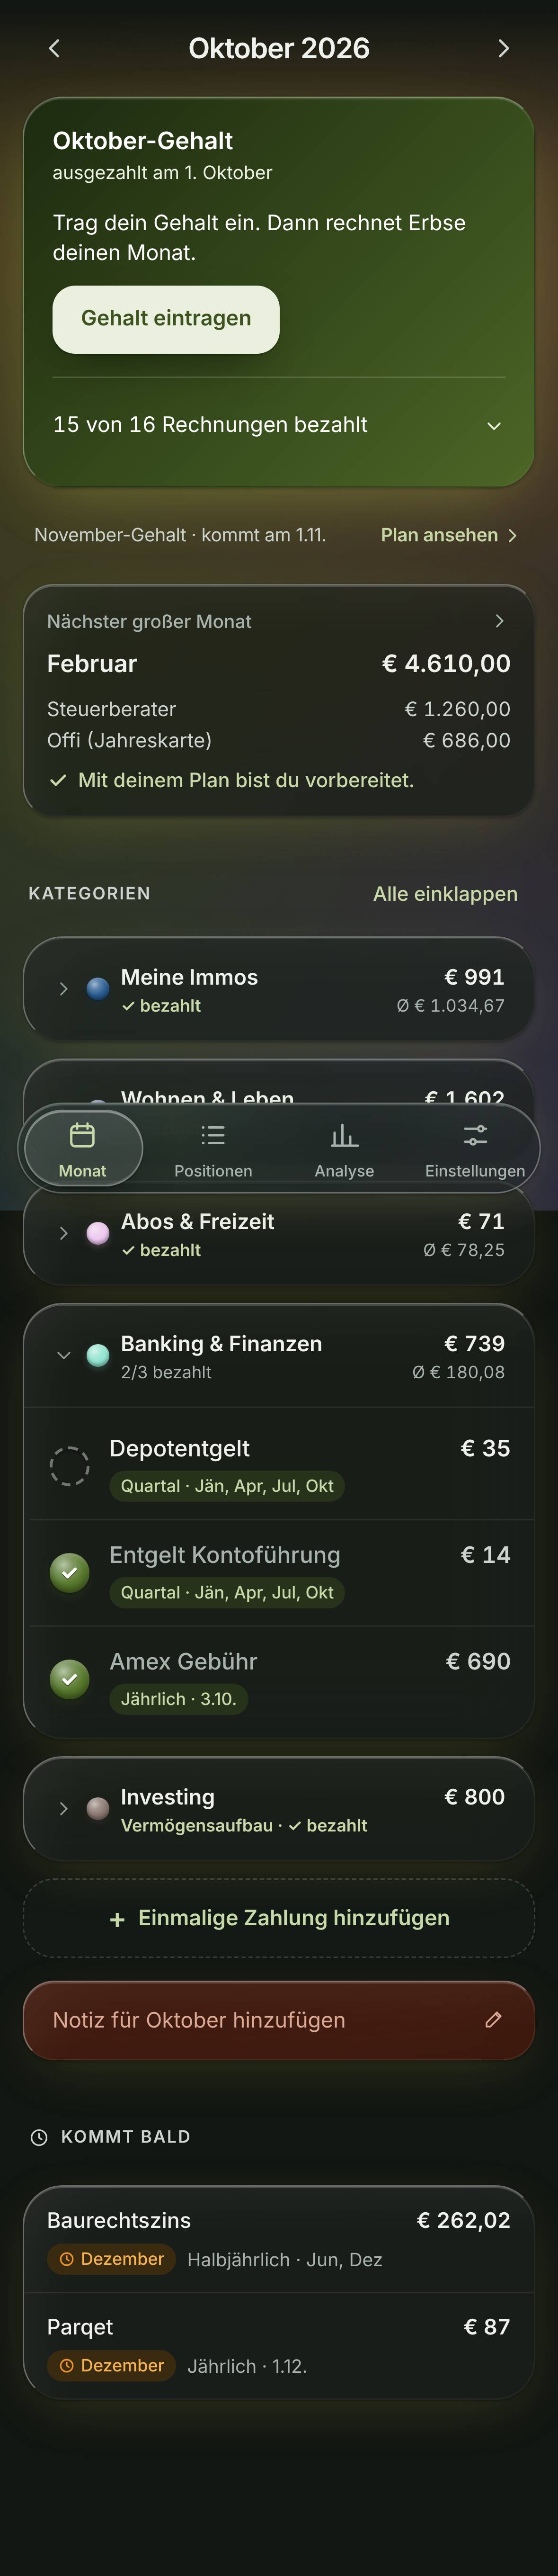 Oktober 2026
Oktober-Gehalt
ausgezahlt am 1. Oktober
Trag dein Gehalt ein. Dann rechnet Erbse
deinen Monat.
Gehalt eintragen
15 von 16 Rechnungen bezahlt
November-Gehalt · kommt am 1.11. Plan ansehen
Nächster großer Monat
Februar € 4.610,00
Steuerberater € 1.260,00
Offi (Jahreskarte) € 686,00
✓ Mit deinem Plan bist du vorbereitet.
KATEGORIEN Alle einklappen
Meine Immos € 991
✓ bezahlt Ø € 1.034,67
Wohnen & Leben € 1.602
Monat Positionen Analyse Einstellungen
Abos & Freizeit € 71
✓ bezahlt Ø € 78,25
Banking & Finanzen € 739
2/3 bezahlt Ø € 180,08
Depotentgelt € 35
Quartal · Jän, Apr, Jul, Okt
Entgelt Kontoführung € 14
Quartal · Jän, Apr, Jul, Okt
Amex Gebühr € 690
Jährlich · 3.10.
Investing € 800
Vermögensaufbau · ✓ bezahlt
+ Einmalige Zahlung hinzufügen
Notiz für Oktober hinzufügen
KOMMT BALD
Baurechtszins € 262,02
Dezember Halbjährlich · Jun, Dez
Parqet € 87
Dezember Jährlich · 1.12.